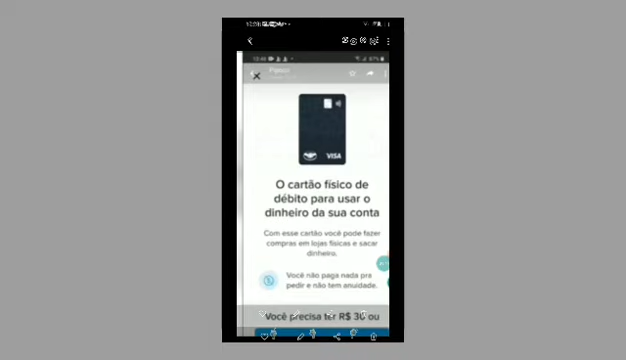 VISA
O cartão físico de
débito para usar o
dinheiro da sua conta
Com esse cartão você pode fazer
compras em lojas físicas e sacar
dinheiro.
Você não paga nada pra
pedir e não tem anuidade.
Você precisa ter R$ 30 ou